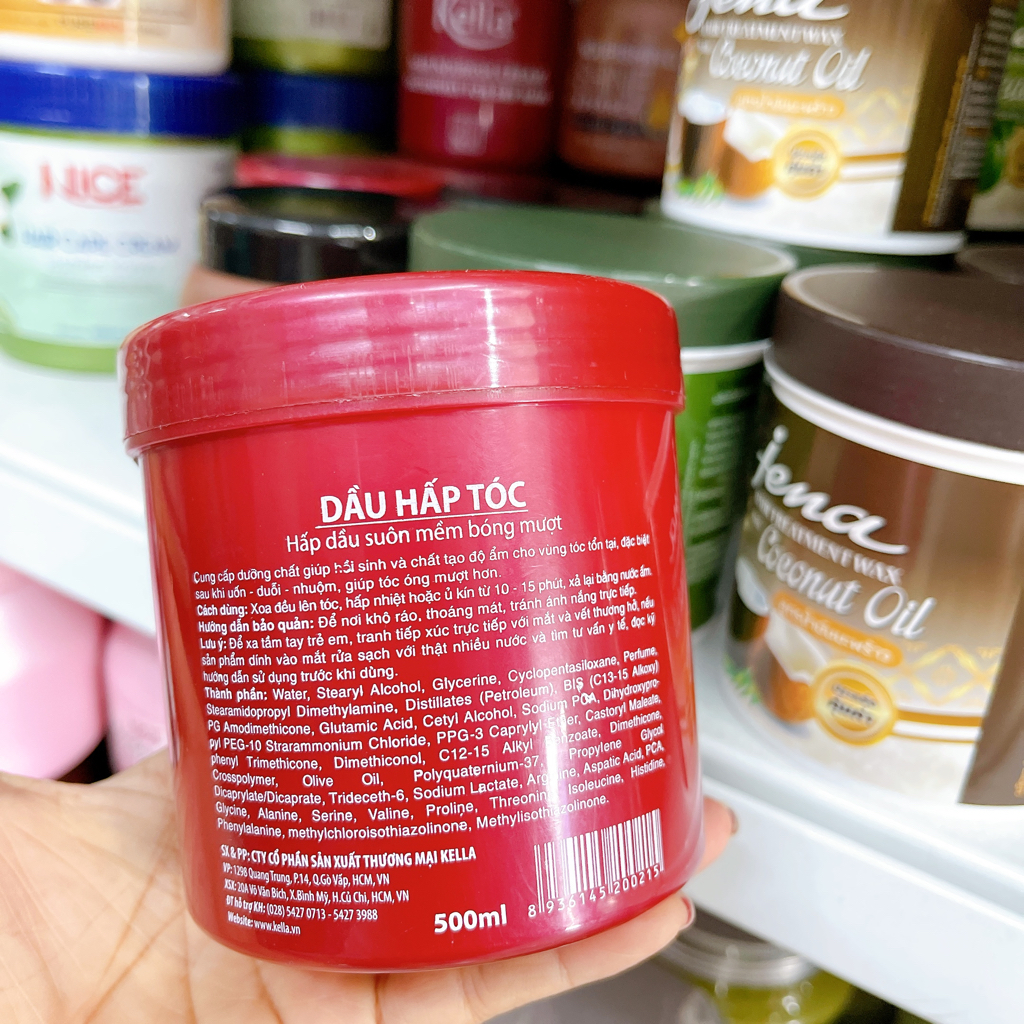 Kella
NICE
HAIR CARE CREAM
jena
TREATMENT WAX
Coconut Oil
DẦU HẤP TÓC
Hấp dầu suôn mềm bóng mượt
Cung cấp dưỡng chất giúp hồi sinh và chất tạo độ ẩm cho vùng tóc tổn tại, đặc biệt
sau khi uốn - duỗi - nhuộm, giúp tóc óng mượt hơn.
Cách dùng: Xoa đều lên tóc, hấp nhiệt hoặc ủ kín từ 10 - 15 phút, xả lại bằng nước ấm.
Hướng dẫn bảo quản: Để nơi khô ráo, thoáng mát, tránh ánh nắng trực tiếp.
Lưu ý: Để xa tầm tay trẻ em, tranh tiếp xúc trực tiếp với mắt và vết thương hở, nếu
sản phẩm dính vào mắt rửa sạch với thật nhiều nước và tìm tư vấn y tế, đọc kỹ
hướng dẫn sử dụng trước khi dùng.
Thành phần: Water, Stearyl Alcohol, Glycerine, Cyclopentasiloxane, Perfume,
Stearamidopropyl Dimethylamine, Distillates (Petroleum), BIS (C13-15 Alkoxy)
PG Amodimethicone, Glutamic Acid, Cetyl Alcohol, Sodium PCA, Dihydroxypro-
pyl PEG-10 Strarammonium Chloride, PPG-3 Caprylyl Ether, Castoryl Maleate,
phenyl Trimethicone, Dimethiconol, C12-15 Alkyl Benzoate, Dimethicone,
Crosspolymer, Olive Oil, Polyquaternium-37, Propylene Glycol
Dicaprylate/Dicaprate, Trideceth-6, Sodium Lactate, Arginine, Aspatic Acid, PCA,
Glycine, Alanine, Serine, Valine, Proline, Threonine, Isoleucine, Histidine,
Phenylalanine, methylchloroisothiazolinone, Methylisothiazolinone.
SX & PP: CTY CỔ PHẦN SẢN XUẤT THƯƠNG MẠI KELLA
VP: 1298 Quang Trung, P.14, Q.Gò Vấp, HCM, VN
XSX: 20A Võ Văn Bích, X.Bình Mỹ, H.Củ Chi, HCM, VN
ĐT hỗ trợ KH: (028) 5427 0713 - 5427 3988
Website: www.kella.vn
500ml
8 936145 200215
jena
TREATMENT WAX
Coconut Oil